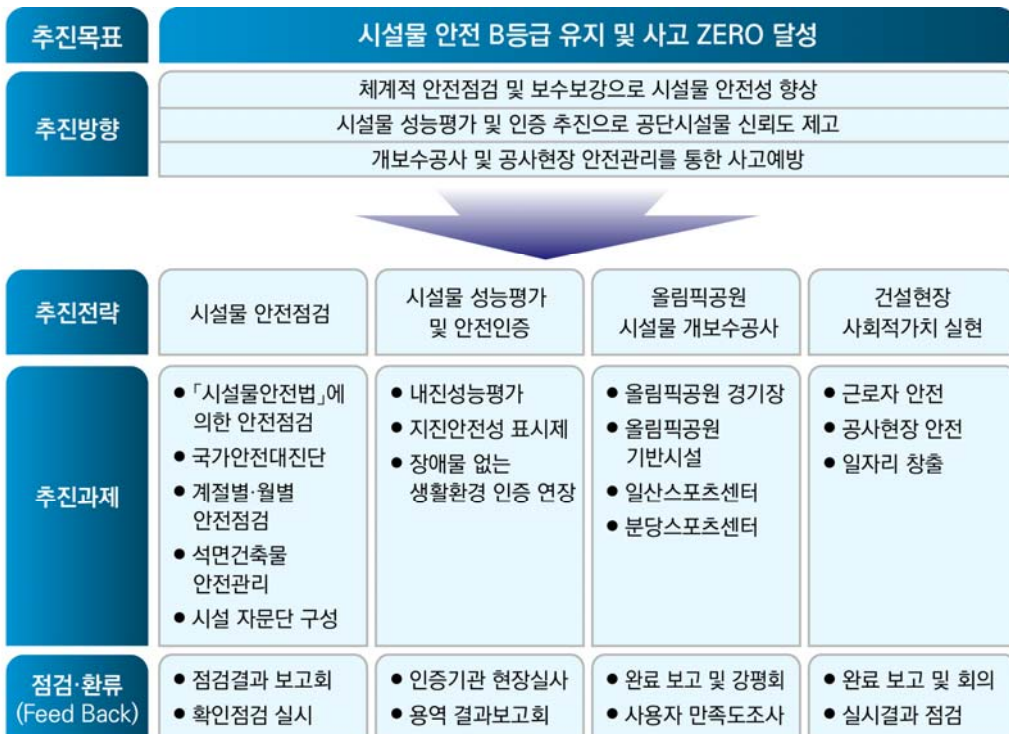 추진목표
시설물 안전 B등급 유지 및 사고 ZERO 달성
추진방향
체계적 안전점검 및 보수보강으로 시설물 안전성 향상
시설물 성능평가 및 인증 추진으로 공단시설물 신뢰도 제고
개보수공사 및 공사현장 안전관리를 통한 사고예방
추진전략
시설물 안전점검
시설물 성능평가
및 안전인증
올림픽공원
시설물 개보수공사
건설현장
사회적가치 실현
추진과제
● 「시설물안전법」에
의한 안전점검
● 국가안전대진단
● 계절별·월별
안전점검
● 석면건축물
안전관리
● 시설 자문단 구성
● 내진성능평가
● 지진안전성 표시제
● 장애물 없는
생활환경 인증 연장
● 올림픽공원 경기장
● 올림픽공원
기반시설
● 일산스포츠센터
● 분당스포츠센터
● 근로자 안전
● 공사현장 안전
● 일자리 창출
점검·환류
(Feed Back)
● 점검결과 보고회
● 확인점검 실시
● 인증기관 현장실사
● 용역 결과보고회
● 완료 보고 및 강평회
● 사용자 만족도조사
● 완료 보고 및 회의
● 실시결과 점검